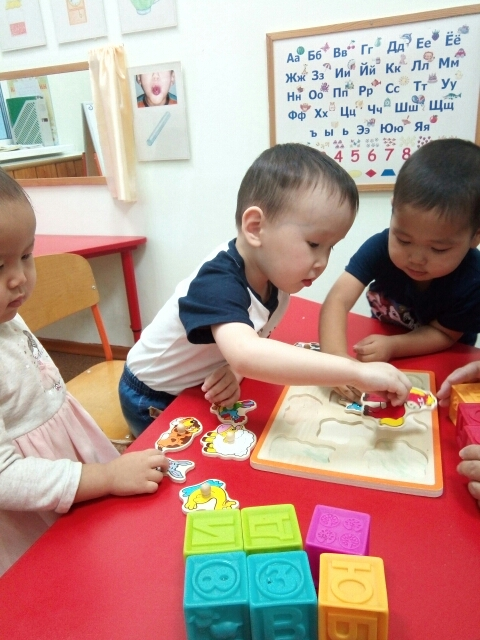 Аа Бб Вв Гг Дд Ее Ёё
Жж Зз Ии Йй Кк Лл Мм
Нн Оо Пп Рр Сс Тт Уу
Фф Хх Цц Чч Шш Щщ
ъ ы ь Ээ Юю Яя
4 5 6 7 8